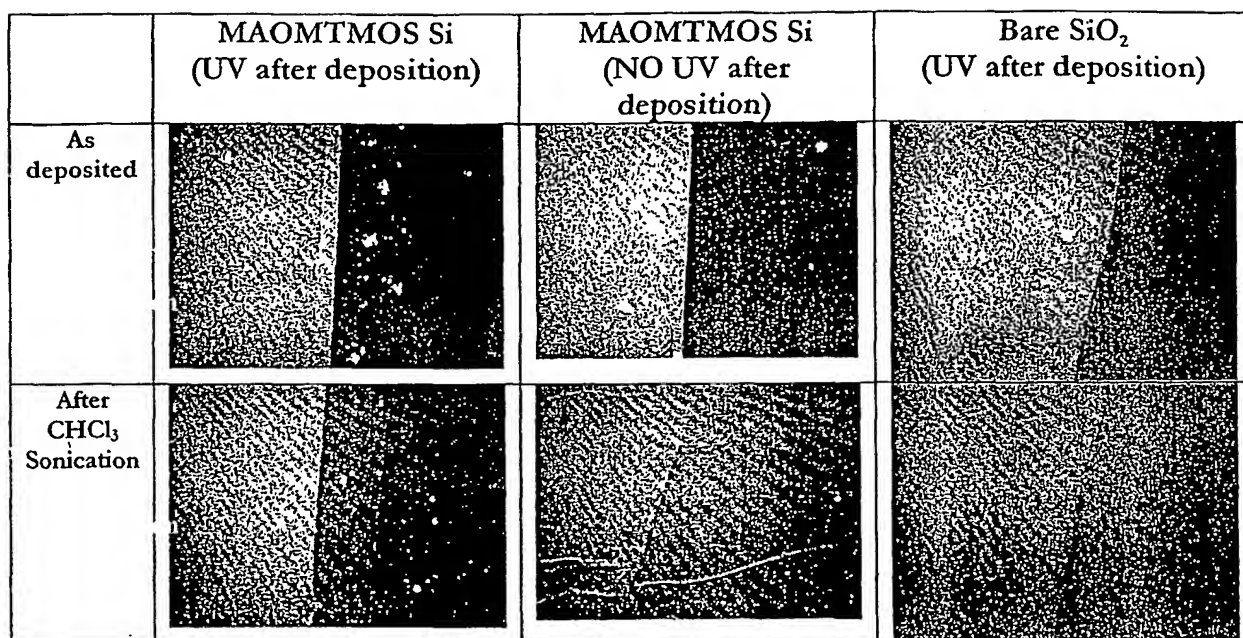 MAOMTMOS Si
(UV after deposition)
MAOMTMOS Si
(NO UV after
deposition)
Bare SiO₂
(UV after deposition)
As
deposited
After
CHCl₃
Sonication